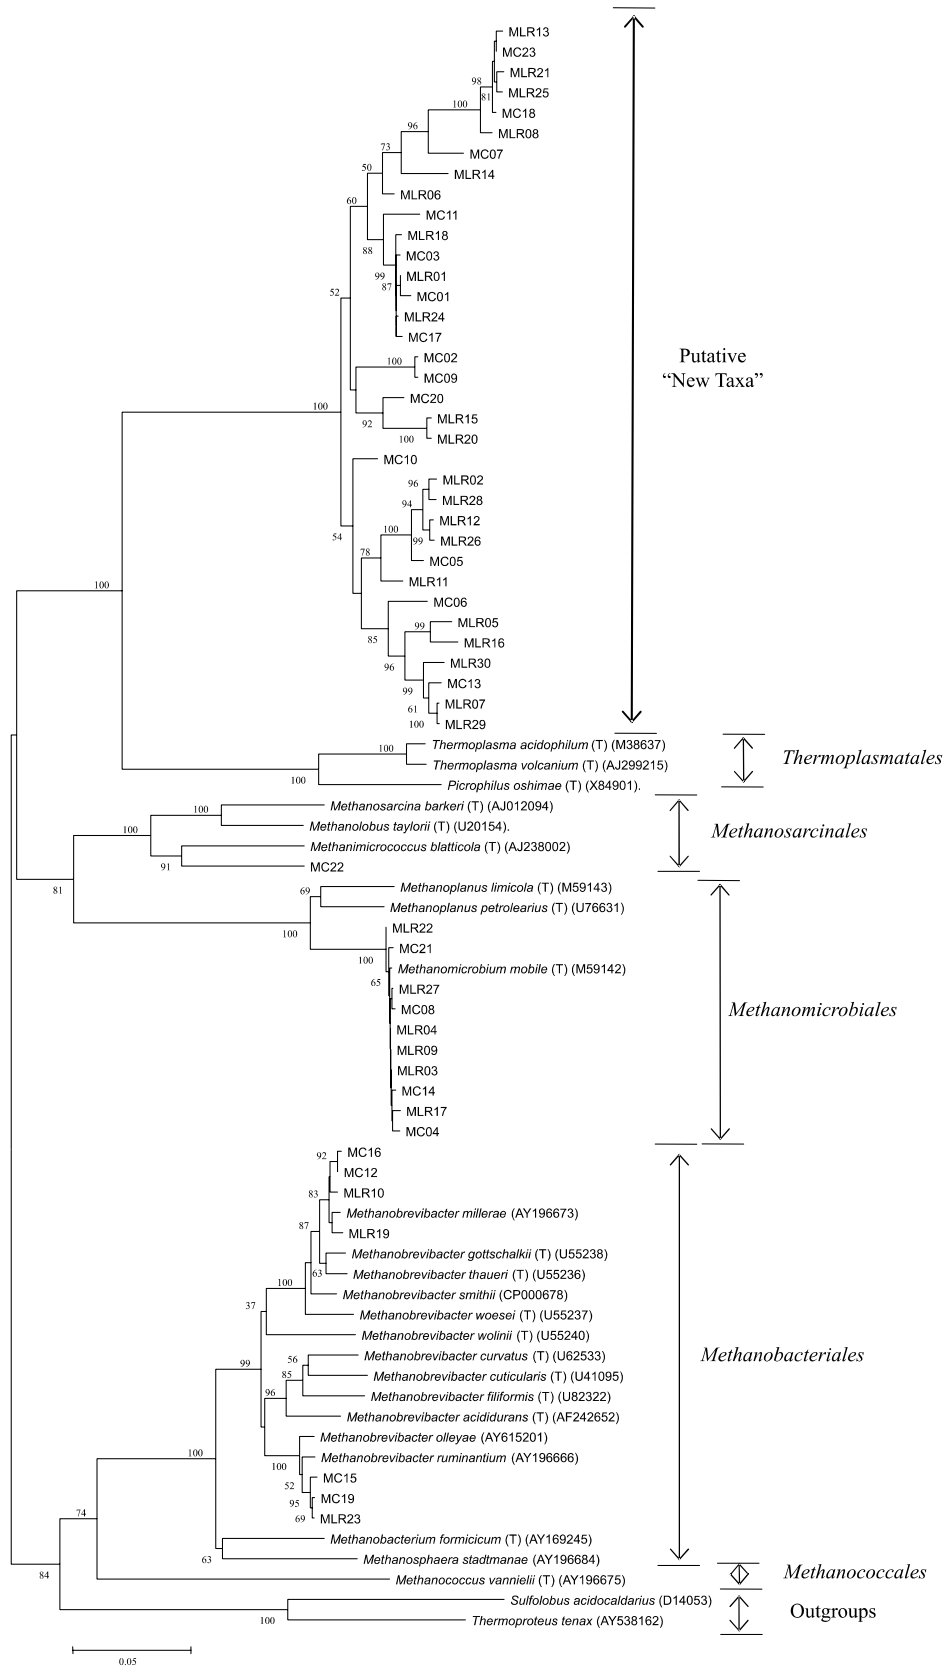 MLR13
MC23
MLR21
98
MLR25
81
100
MC18
MLR08
96
73
MC07
50
MLR14
MLR06
60
MC11
MLR18
88
MC03
99
MLR01
87
52
MC01
MLR24
MC17
Putative
“New Taxa”
MC02
100
MC09
MC20
100
92
MLR15
100
MLR20
MC10
MLR02
96
MLR28
94
MLR12
100
99
MLR26
54
78
MC05
MLR11
100
MC06
MLR05
99
85
MLR16
96
MLR30
MC13
99
MLR07
61
100
MLR29
Thermoplasma acidophilum (T) (M38637)
100
Thermoplasma volcanium (T) (AJ299215)
Thermoplasmatales
100
Picrophilus oshimae (T) (X84901).
Methanosarcina barkeri (T) (AJ012094)
100
Methanolobus taylorii (T) (U20154).
100
Methanosarcinales
Methanimicrococcus blatticola (T) (AJ238002)
91
MC22
81
69
Methanoplanus limicola (T) (M59143)
Methanoplanus petrolearius (T) (U76631)
100
MLR22
MC21
100
Methanomicrobium mobile (T) (M59142)
65
MLR27
MC08
Methanomicrobiales
MLR04
MLR09
MLR03
MC14
MLR17
MC04
92
MC16
MC12
83
MLR10
Methanobrevibacter millerae (AY196673)
87
MLR19
Methanobrevibacter gottschalkii (T) (U55238)
63
Methanobrevibacter thaueri (T) (U55236)
100
Methanobrevibacter smithii (CP000678)
37
Methanobrevibacter woesei (T) (U55237)
Methanobrevibacter wolinii (T) (U55240)
56
Methanobrevibacter curvatus (T) (U62533)
Methanobacteriales
99
85
Methanobrevibacter cuticularis (T) (U41095)
96
Methanobrevibacter filiformis (T) (U82322)
Methanobrevibacter acididurans (T) (AF242652)
Methanobrevibacter olleyae (AY615201)
100
Methanobrevibacter ruminantium (AY196666)
100
MC15
52
MC19
95
69
MLR23
74
Methanobacterium formicicum (T) (AY169245)
63
Methanosphaera stadtmanae (AY196684)
84
Methanococcus vannielii (T) (AY196675)
Methanococcales
Sulfolobus acidocaldarius (D14053)
Outgroups
100
Thermoproteus tenax (AY538162)
0.05